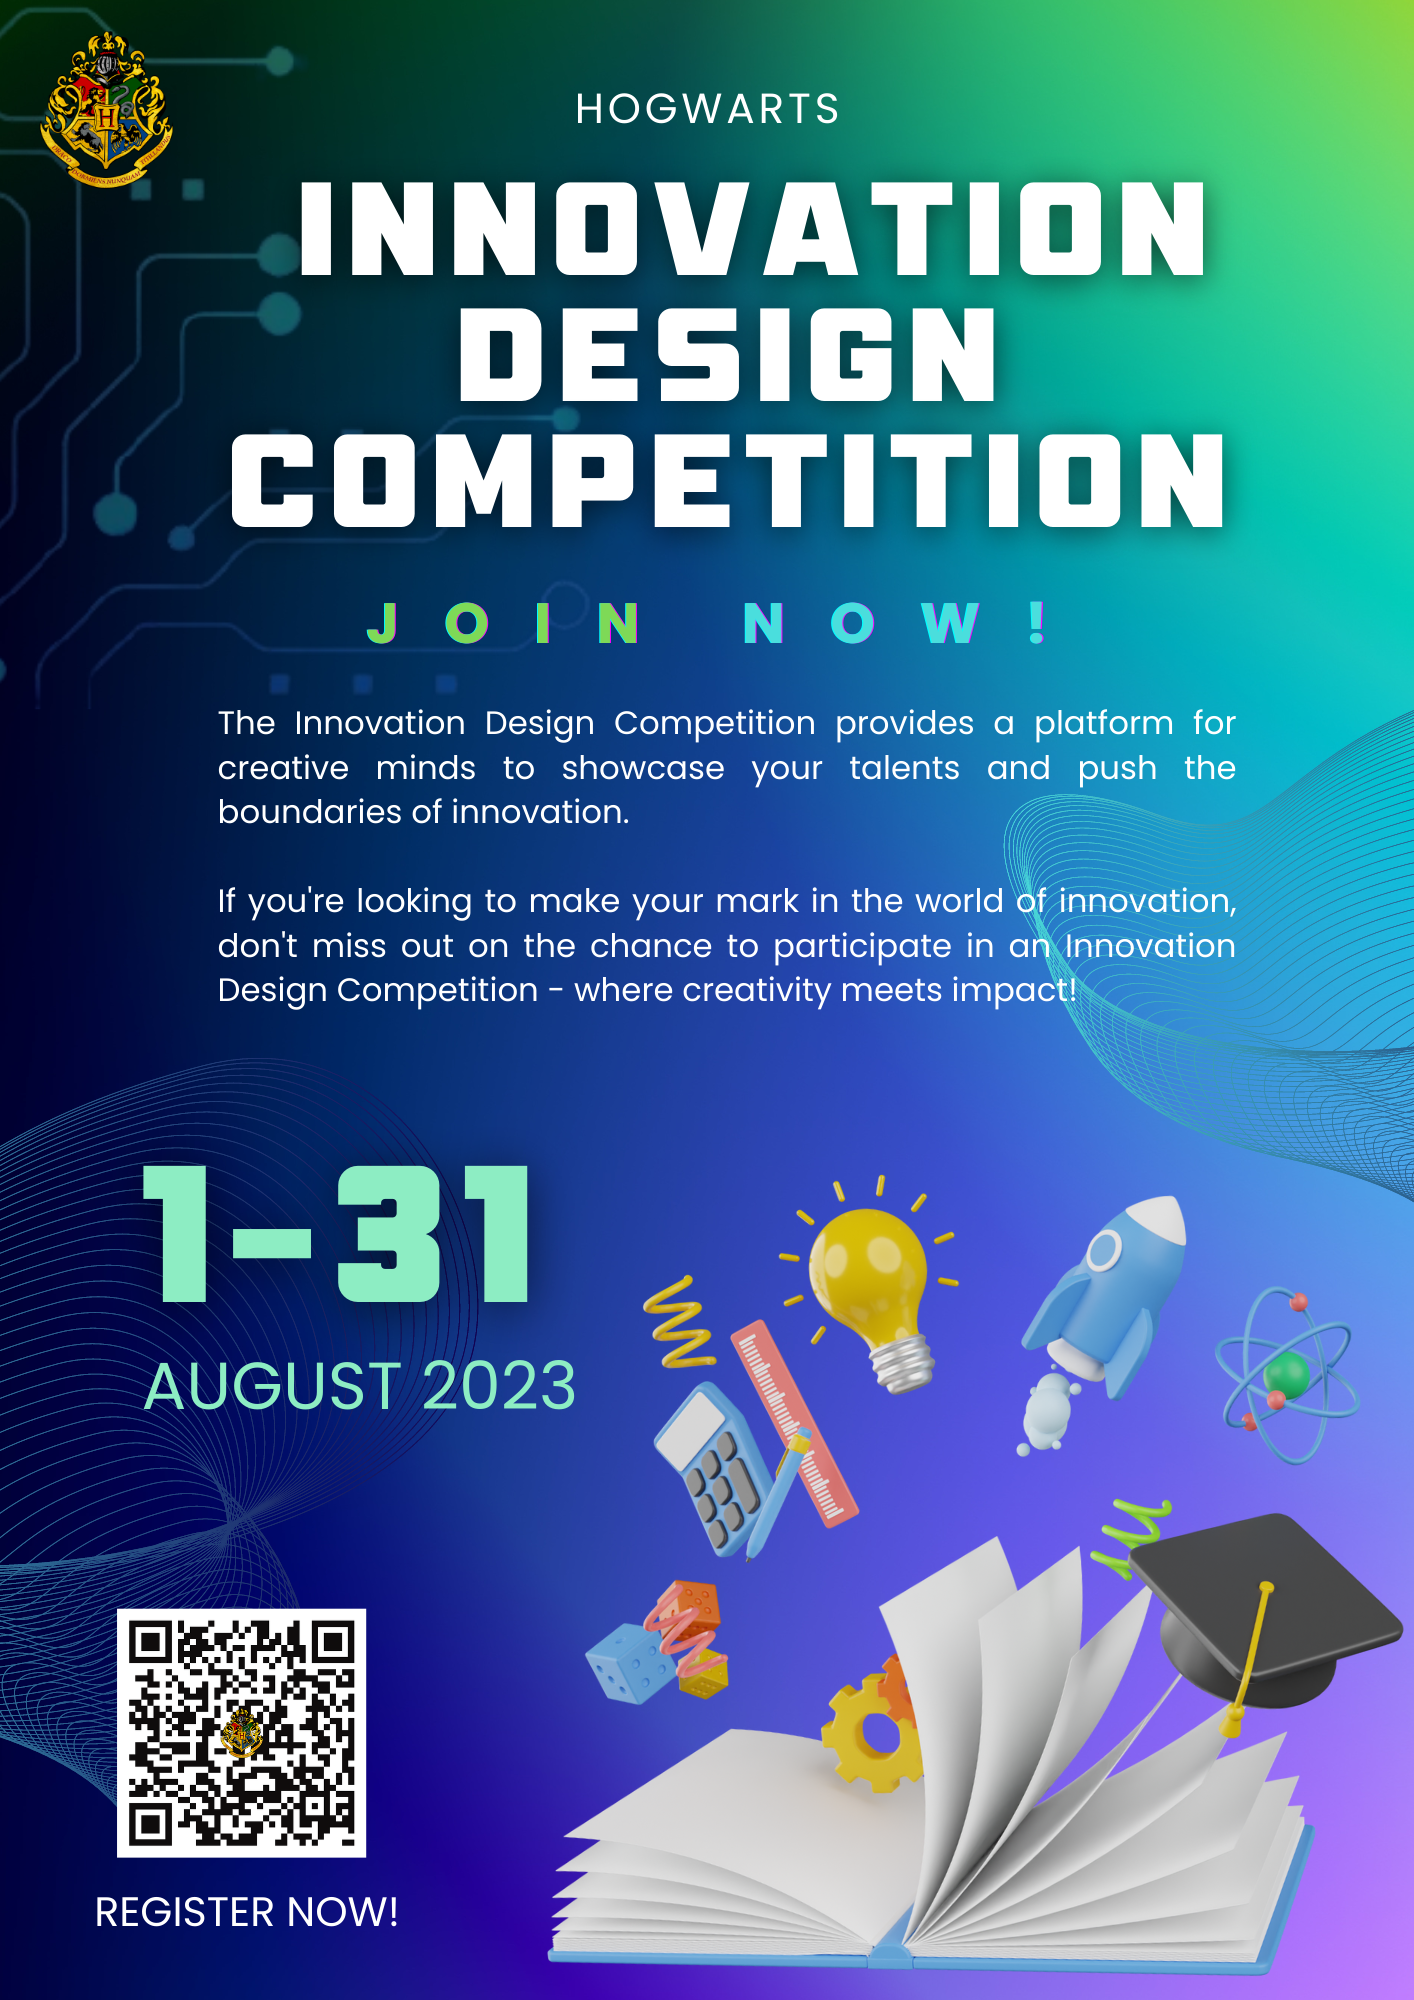 HOGWARTS
INNOVATION
DESIGN
COMPETITION
JOIN NOW!
The Innovation Design Competition provides a platform for
creative minds to showcase your talents and push the
boundaries of innovation.
If you're looking to make your mark in the world of innovation,
don't miss out on the chance to participate in an Innovation
Design Competition - where creativity meets impact!
1-31
AUGUST 2023
REGISTER NOW!